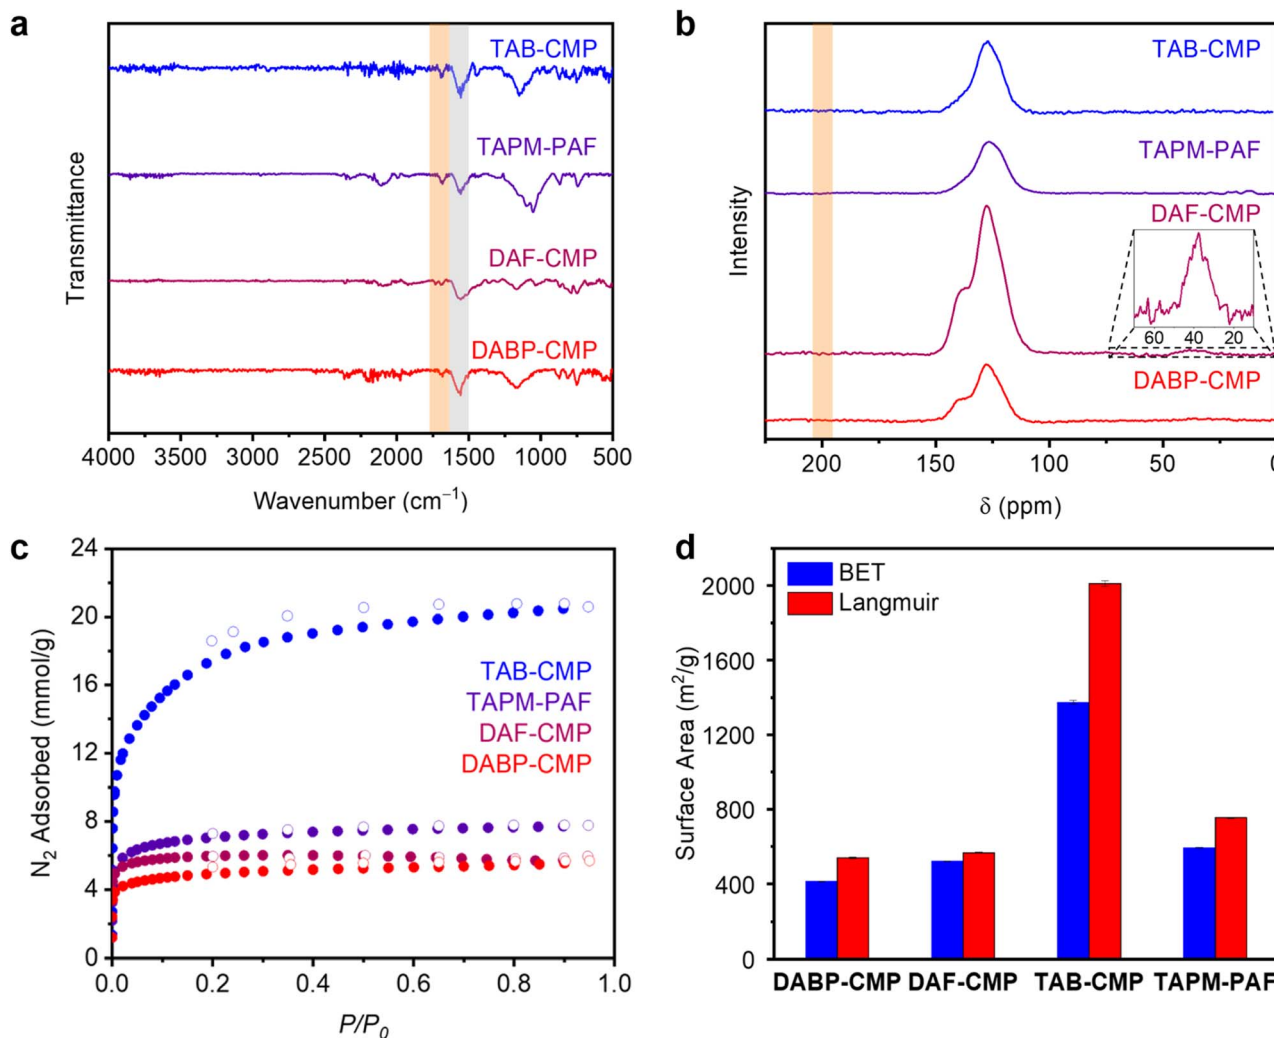 a
TAB-CMP
TAPM-PAF
DAF-CMP
DABP-CMP
Transmittance
4000 3500 3000 2500 2000 1500 1000 500
Wavenumber (cm⁻¹)
b
TAB-CMP
TAPM-PAF
DAF-CMP
60 40 20
DABP-CMP
Intensity
200 150 100 50 0
δ (ppm)
c
24
20
16
12
8
4
0
N₂ Adsorbed (mmol/g)
TAB-CMP
TAPM-PAF
DAF-CMP
DABP-CMP
0.0 0.2 0.4 0.6 0.8 1.0
P/P₀
d
BET
Langmuir
2000
1600
1200
800
400
0
Surface Area (m²/g)
DABP-CMP DAF-CMP TAB-CMP TAPM-PAF